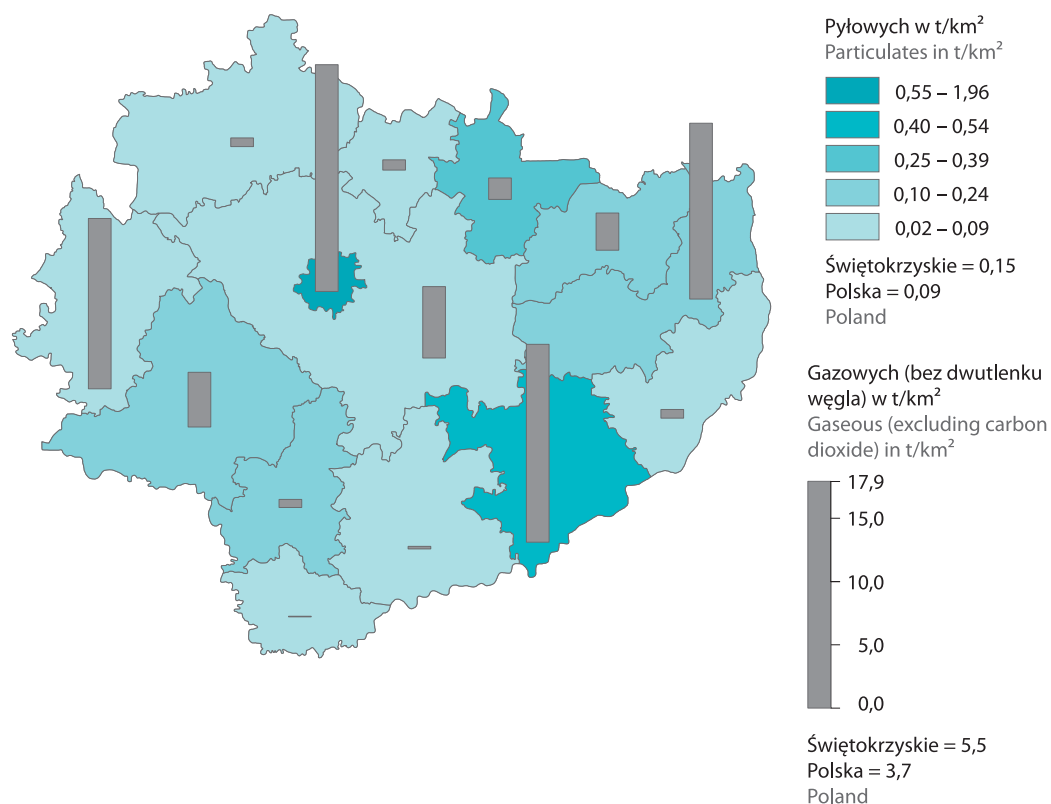 Pyłowych w t/km²
Particulates in t/km²
0,55 – 1,96
0,40 – 0,54
0,25 – 0,39
0,10 – 0,24
0,02 – 0,09
Świętokrzyskie = 0,15
Polska = 0,09
Poland
Gazowych (bez dwutlenku
węgla) w t/km²
Gaseous (excluding carbon
dioxide) in t/km²
17,9
15,0
10,0
5,0
0,0
Świętokrzyskie = 5,5
Polska = 3,7
Poland